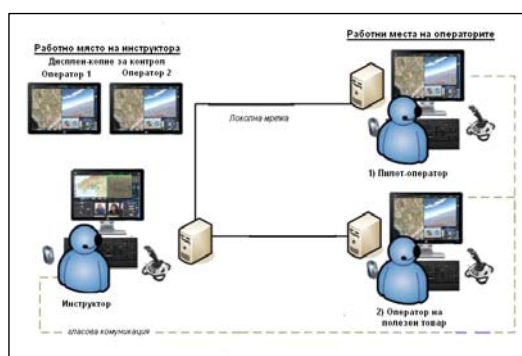 Работно място на инструктора
Дисплеи-копие за контрол
Оператор 1 Оператор 2
Работни места на операторите
Локална мрежа
1) Пилот-оператор
Инструктор
2) Оператор на
полезен товар
гласова комуникация